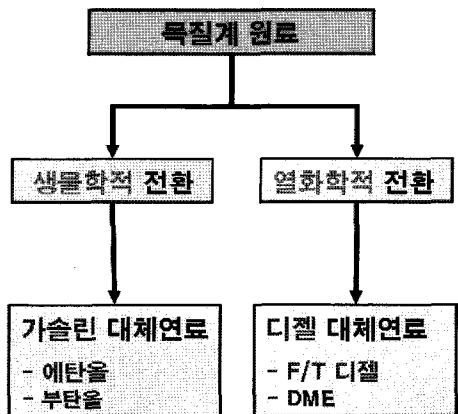 목질계 원료
생물학적 전환
열화학적 전환
가솔린 대체연료
- 에탄올
- 부탄올
디젤 대체연료
- F/T 디젤
- DME